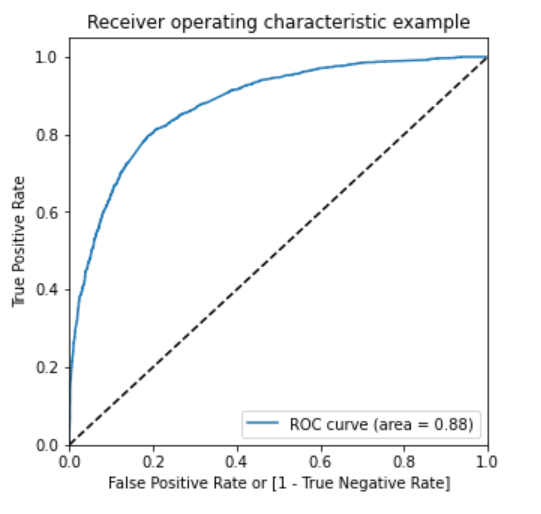 Receiver operating characteristic example
1.0
0.8
0.6
0.4
0.2
0.0
True Positive Rate
ROC curve (area = 0.88)
0.0 0.2 0.4 0.6 0.8 1.0
False Positive Rate or [1 - True Negative Rate]